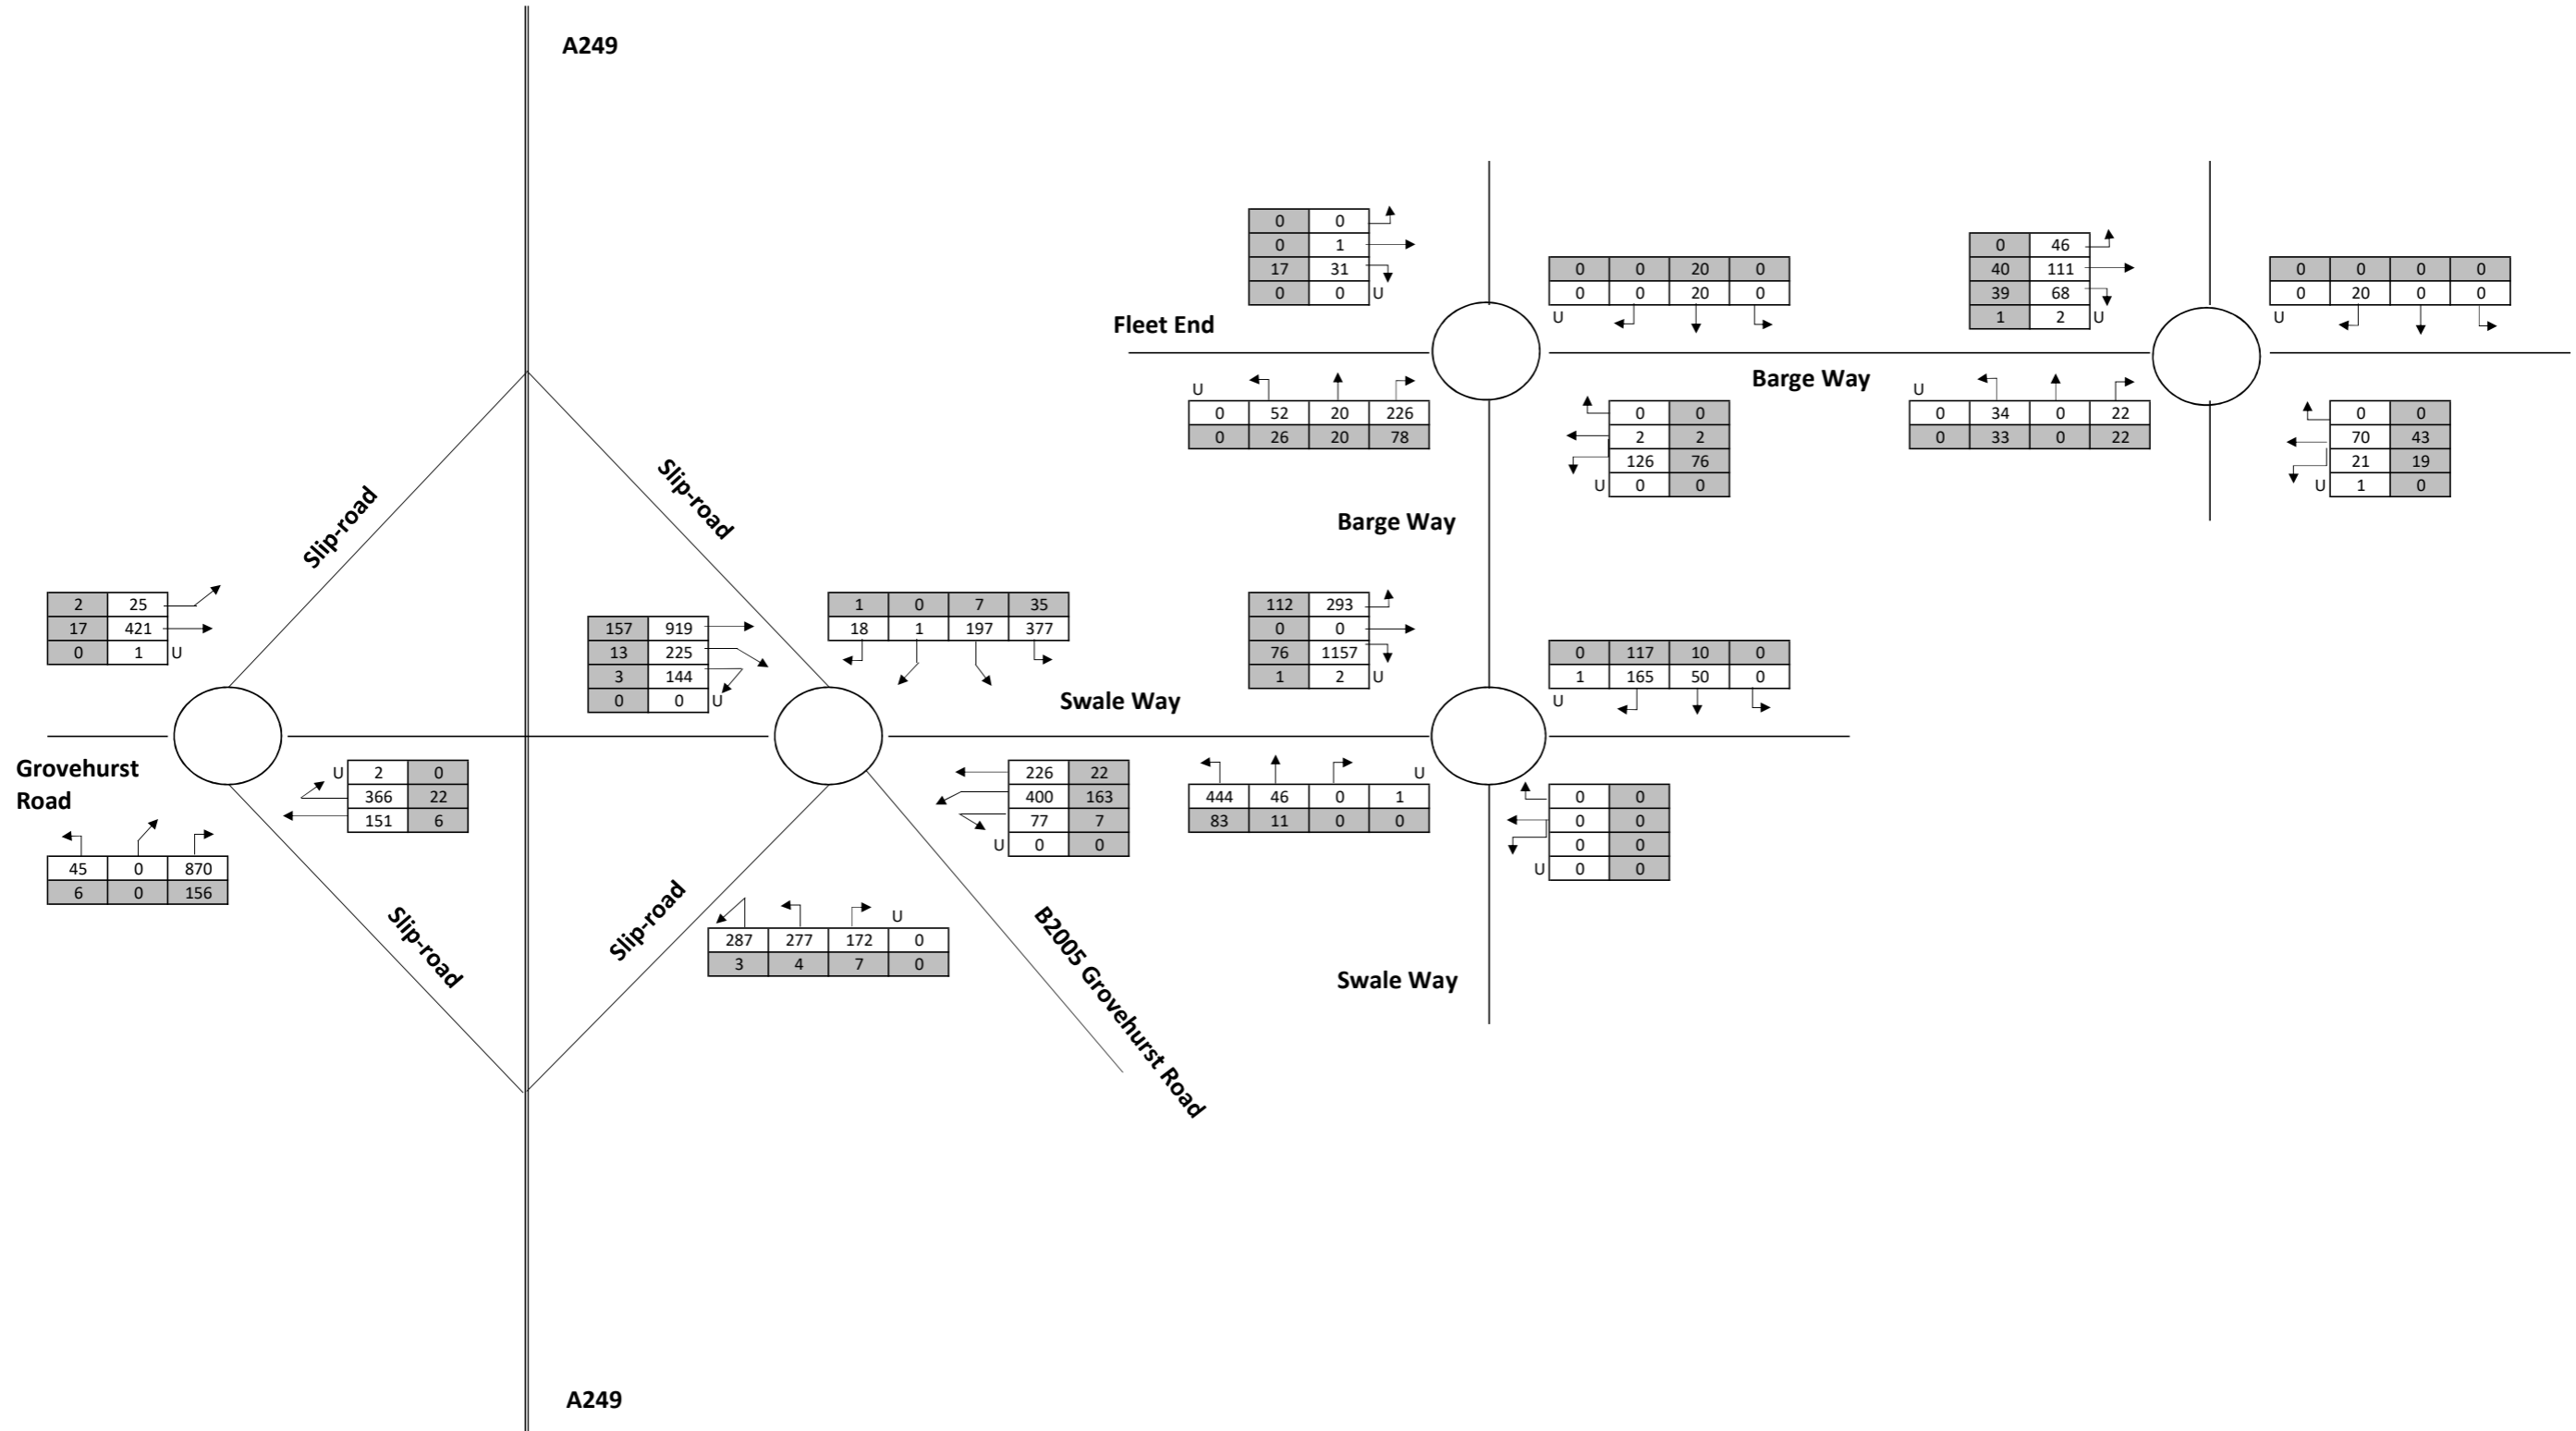 A249
0 0
0 1
17 31
0 0 U
0 0 20 0
0 0 20 0
U
0 46
40 111
39 68
1 2 U
0 0 0 0
0 20 0 0
U
Fleet End
Barge Way
U
0 52 20 226
0 26 20 78
0 0
2 2
126 76
U 0 0
U
0 34 0 22
0 33 0 22
0 0
70 43
21 19
U 1 0
Slip-road
Slip-road
Barge Way
2 25
17 421
0 1 U
157 919
13 225
3 144
0 0 U
1 0 7 35
18 1 197 377
112 293
0 0
76 1157
1 2 U
0 117 10 0
1 165 50 0
U
Swale Way
Grovehurst
Road
U 2 0
366 22
151 6
45 0 870
6 0 156
226 22
400 163
77 7
U 0 0
U
444 46 0 1
83 11 0 0
0 0
0 0
0 0
U 0 0
Slip-road
Slip-road
U
287 277 172 0
3 4 7 0
B2005 Grovehurst Road
Swale Way
A249